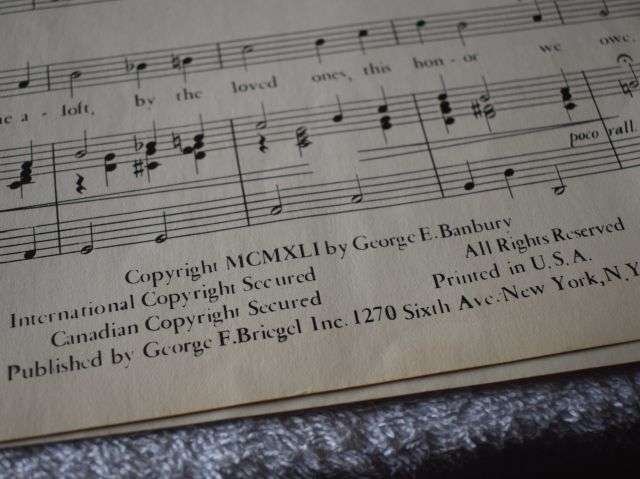 a - loft, by the loved ones, this hon - or we owe.
poco rall.
Copyright MCMXLI by George E. Banbury
International Copyright Secured All Rights Reserved
Canadian Copyright Secured Printed in U.S.A.
Published by George F. Briegel Inc. 1270 Sixth Ave. New York, N.Y.